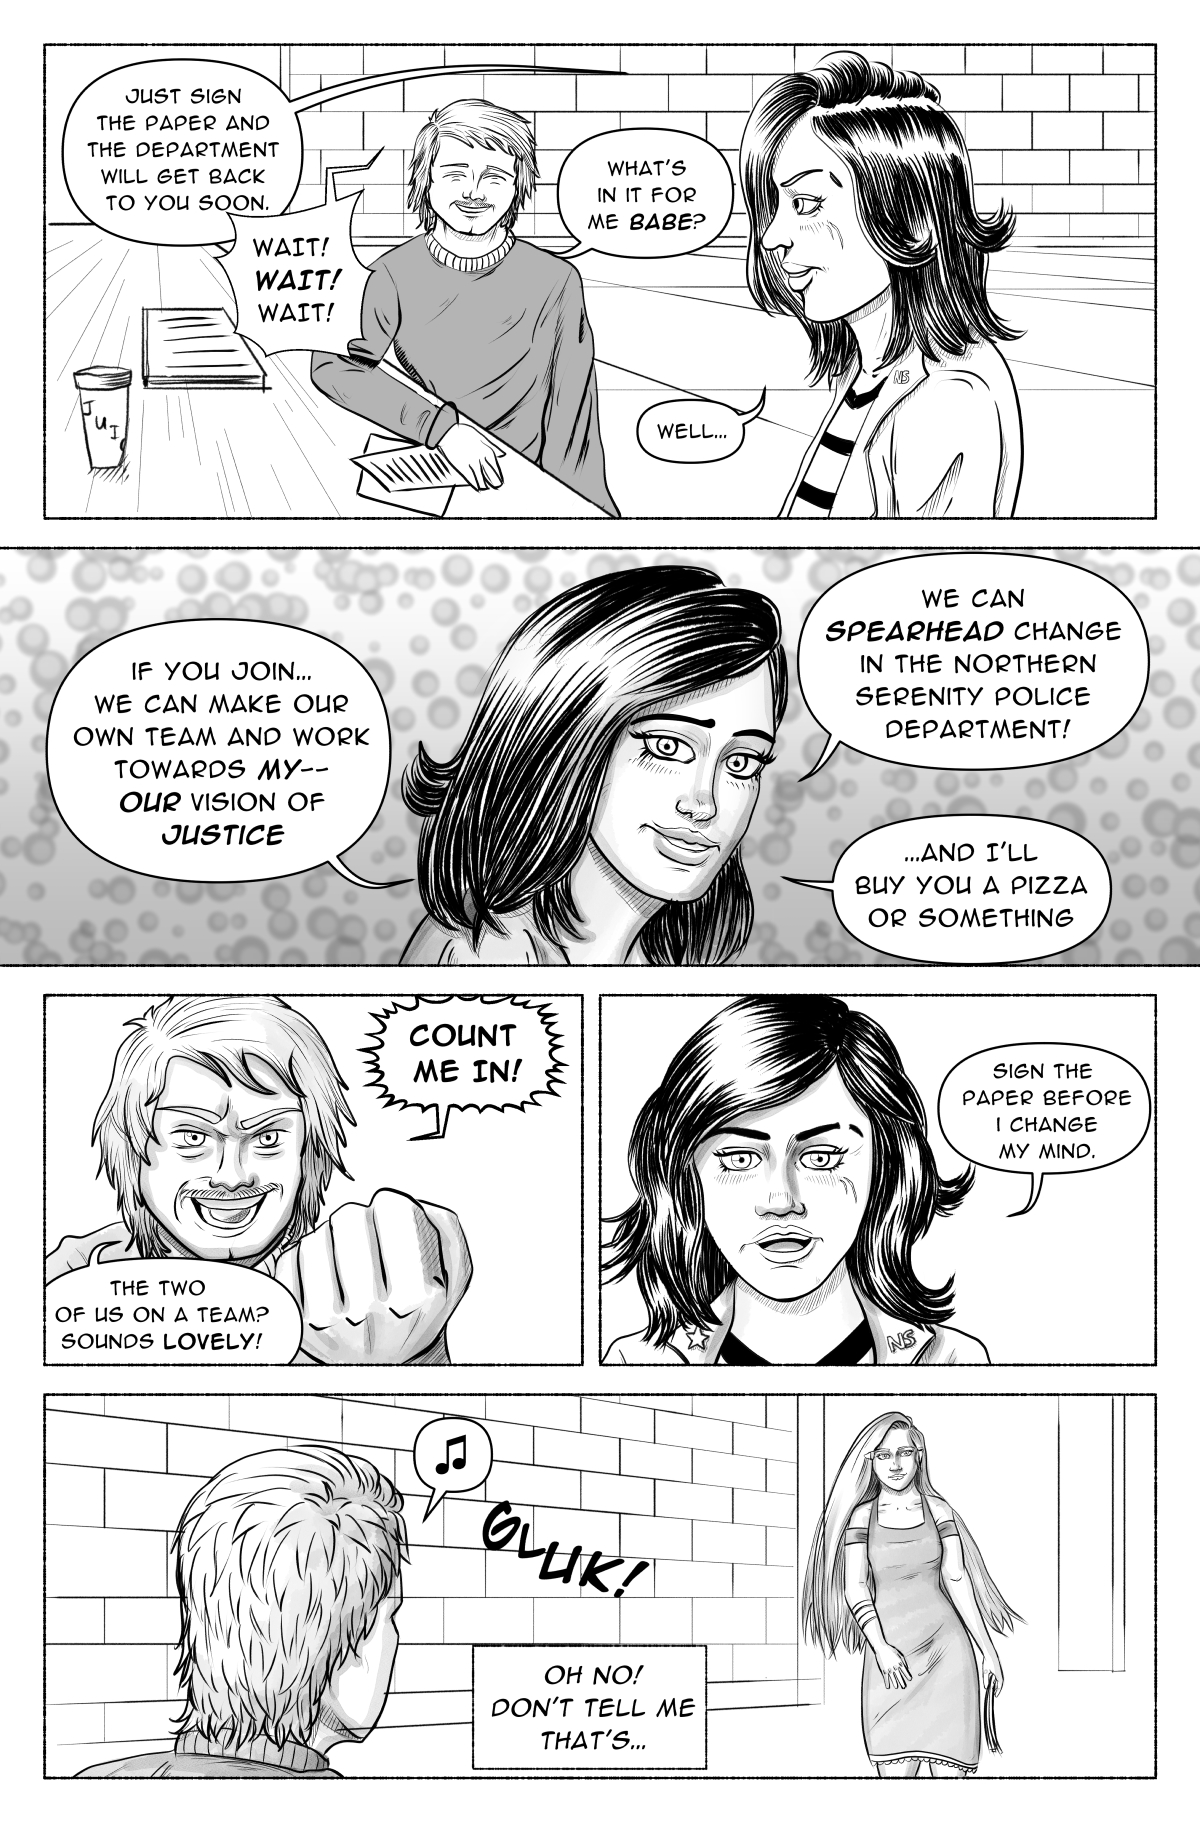 JUST SIGN
THE PAPER AND
THE DEPARTMENT
WILL GET BACK
TO YOU SOON.
WAIT!
WAIT!
WAIT!
WHAT'S
IN IT FOR
ME BABE?
WELL...
JUI
NS
IF YOU JOIN...
WE CAN MAKE OUR
OWN TEAM AND WORK
TOWARDS MY--
OUR VISION OF
JUSTICE
WE CAN
SPEARHEAD CHANGE
IN THE NORTHERN
SERENITY POLICE
DEPARTMENT!
...AND I'LL
BUY YOU A PIZZA
OR SOMETHING
COUNT
ME IN!
THE TWO
OF US ON A TEAM?
SOUNDS LOVELY!
SIGN THE
PAPER BEFORE
I CHANGE
MY MIND.
NS
GLUK!
OH NO!
DON'T TELL ME
THAT'S...